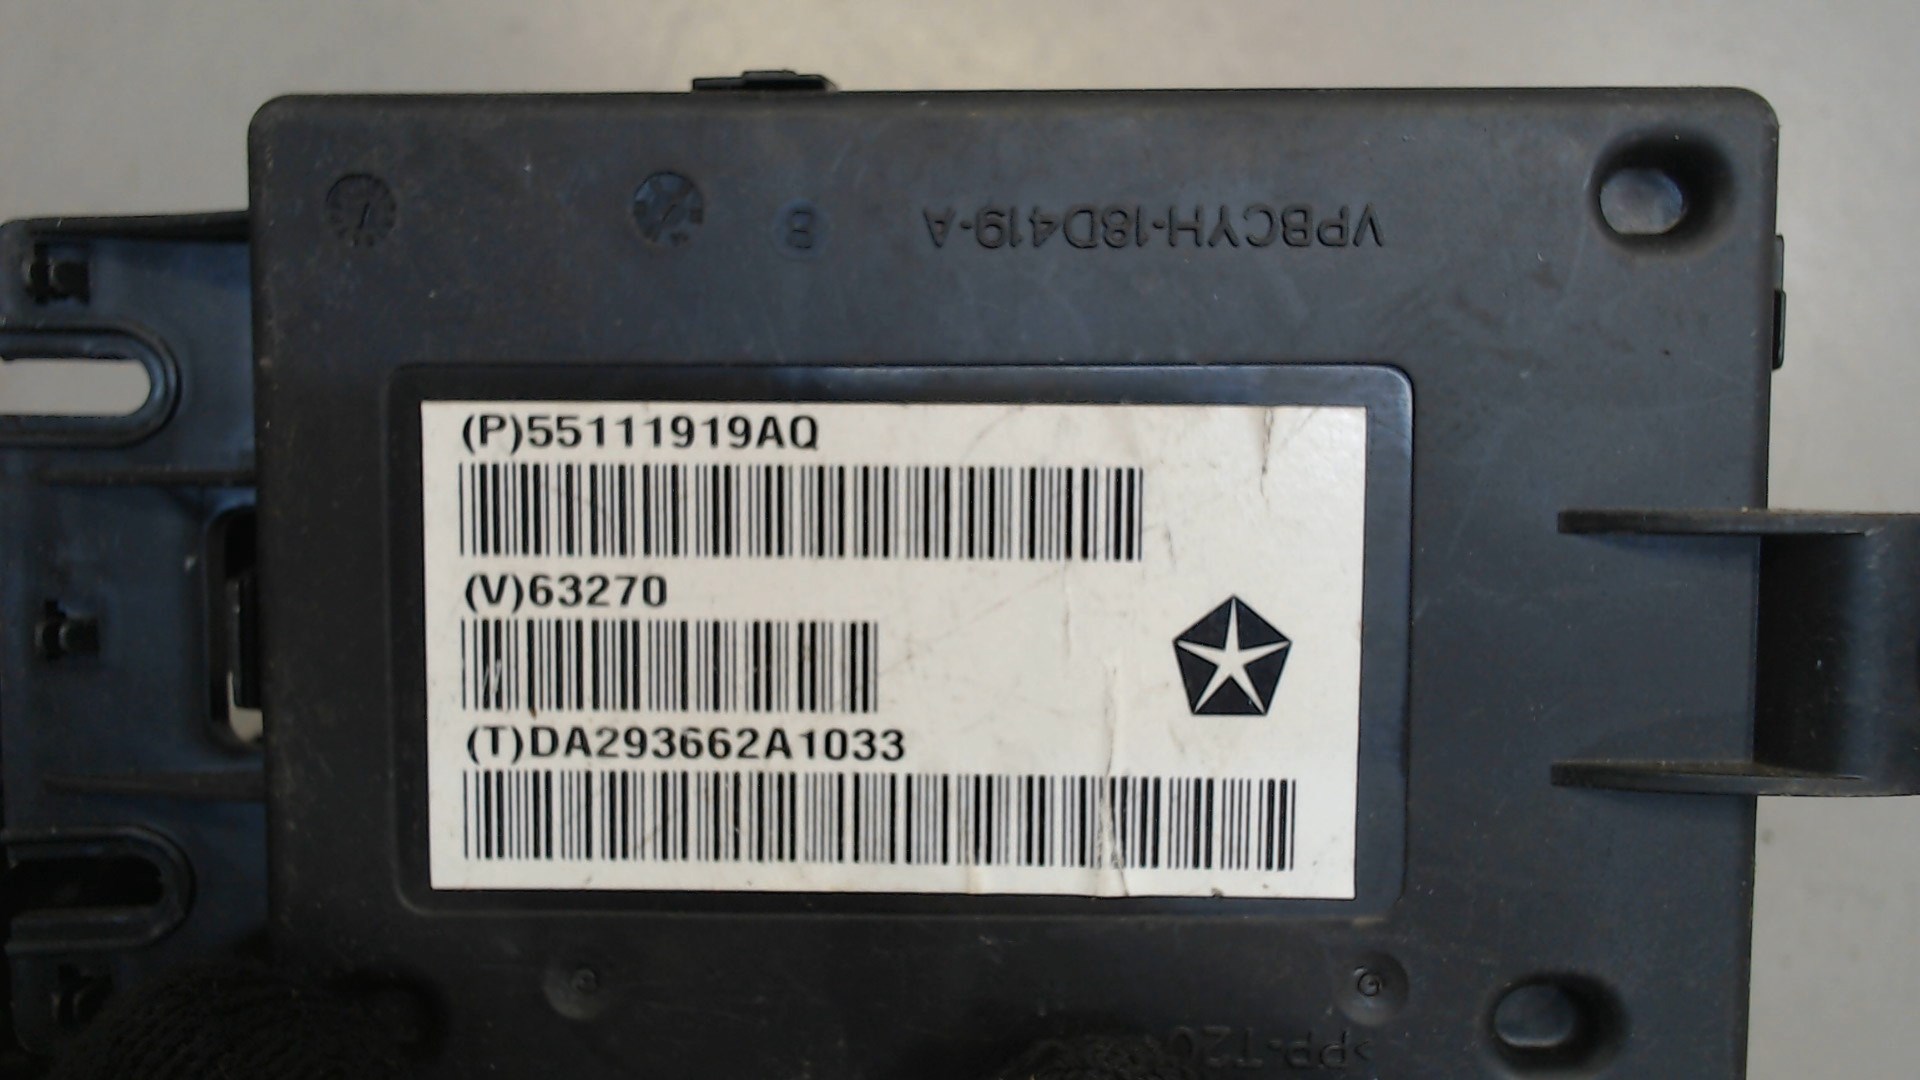 VPBCYH-18D419-A
B
(P)55111919AQ
(V)63270
(T)DA293662A1033